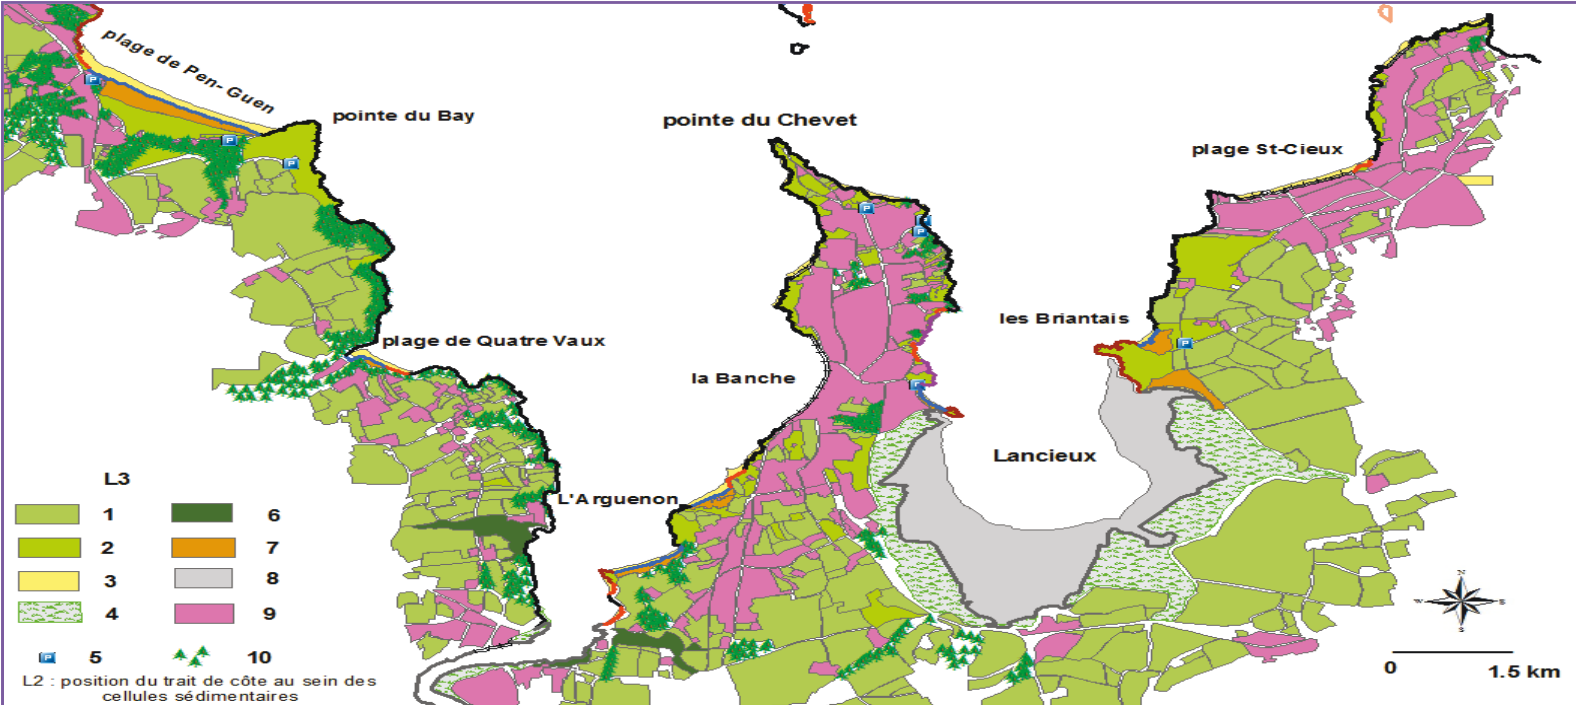 plage de Pen-Guen
pointe du Bay
pointe du Chevet
plage St-Cieux
plage de Quatre Vaux
les Briantais
la Banche
Lancieux
L'Arguenon
L3
1
6
2
7
3
8
4
9
P 5
10
L2 : position du trait de côte au sein des
cellules sédimentaires
N
W
E
S
0
1.5 km
P
P
P
P
P
P
P
P